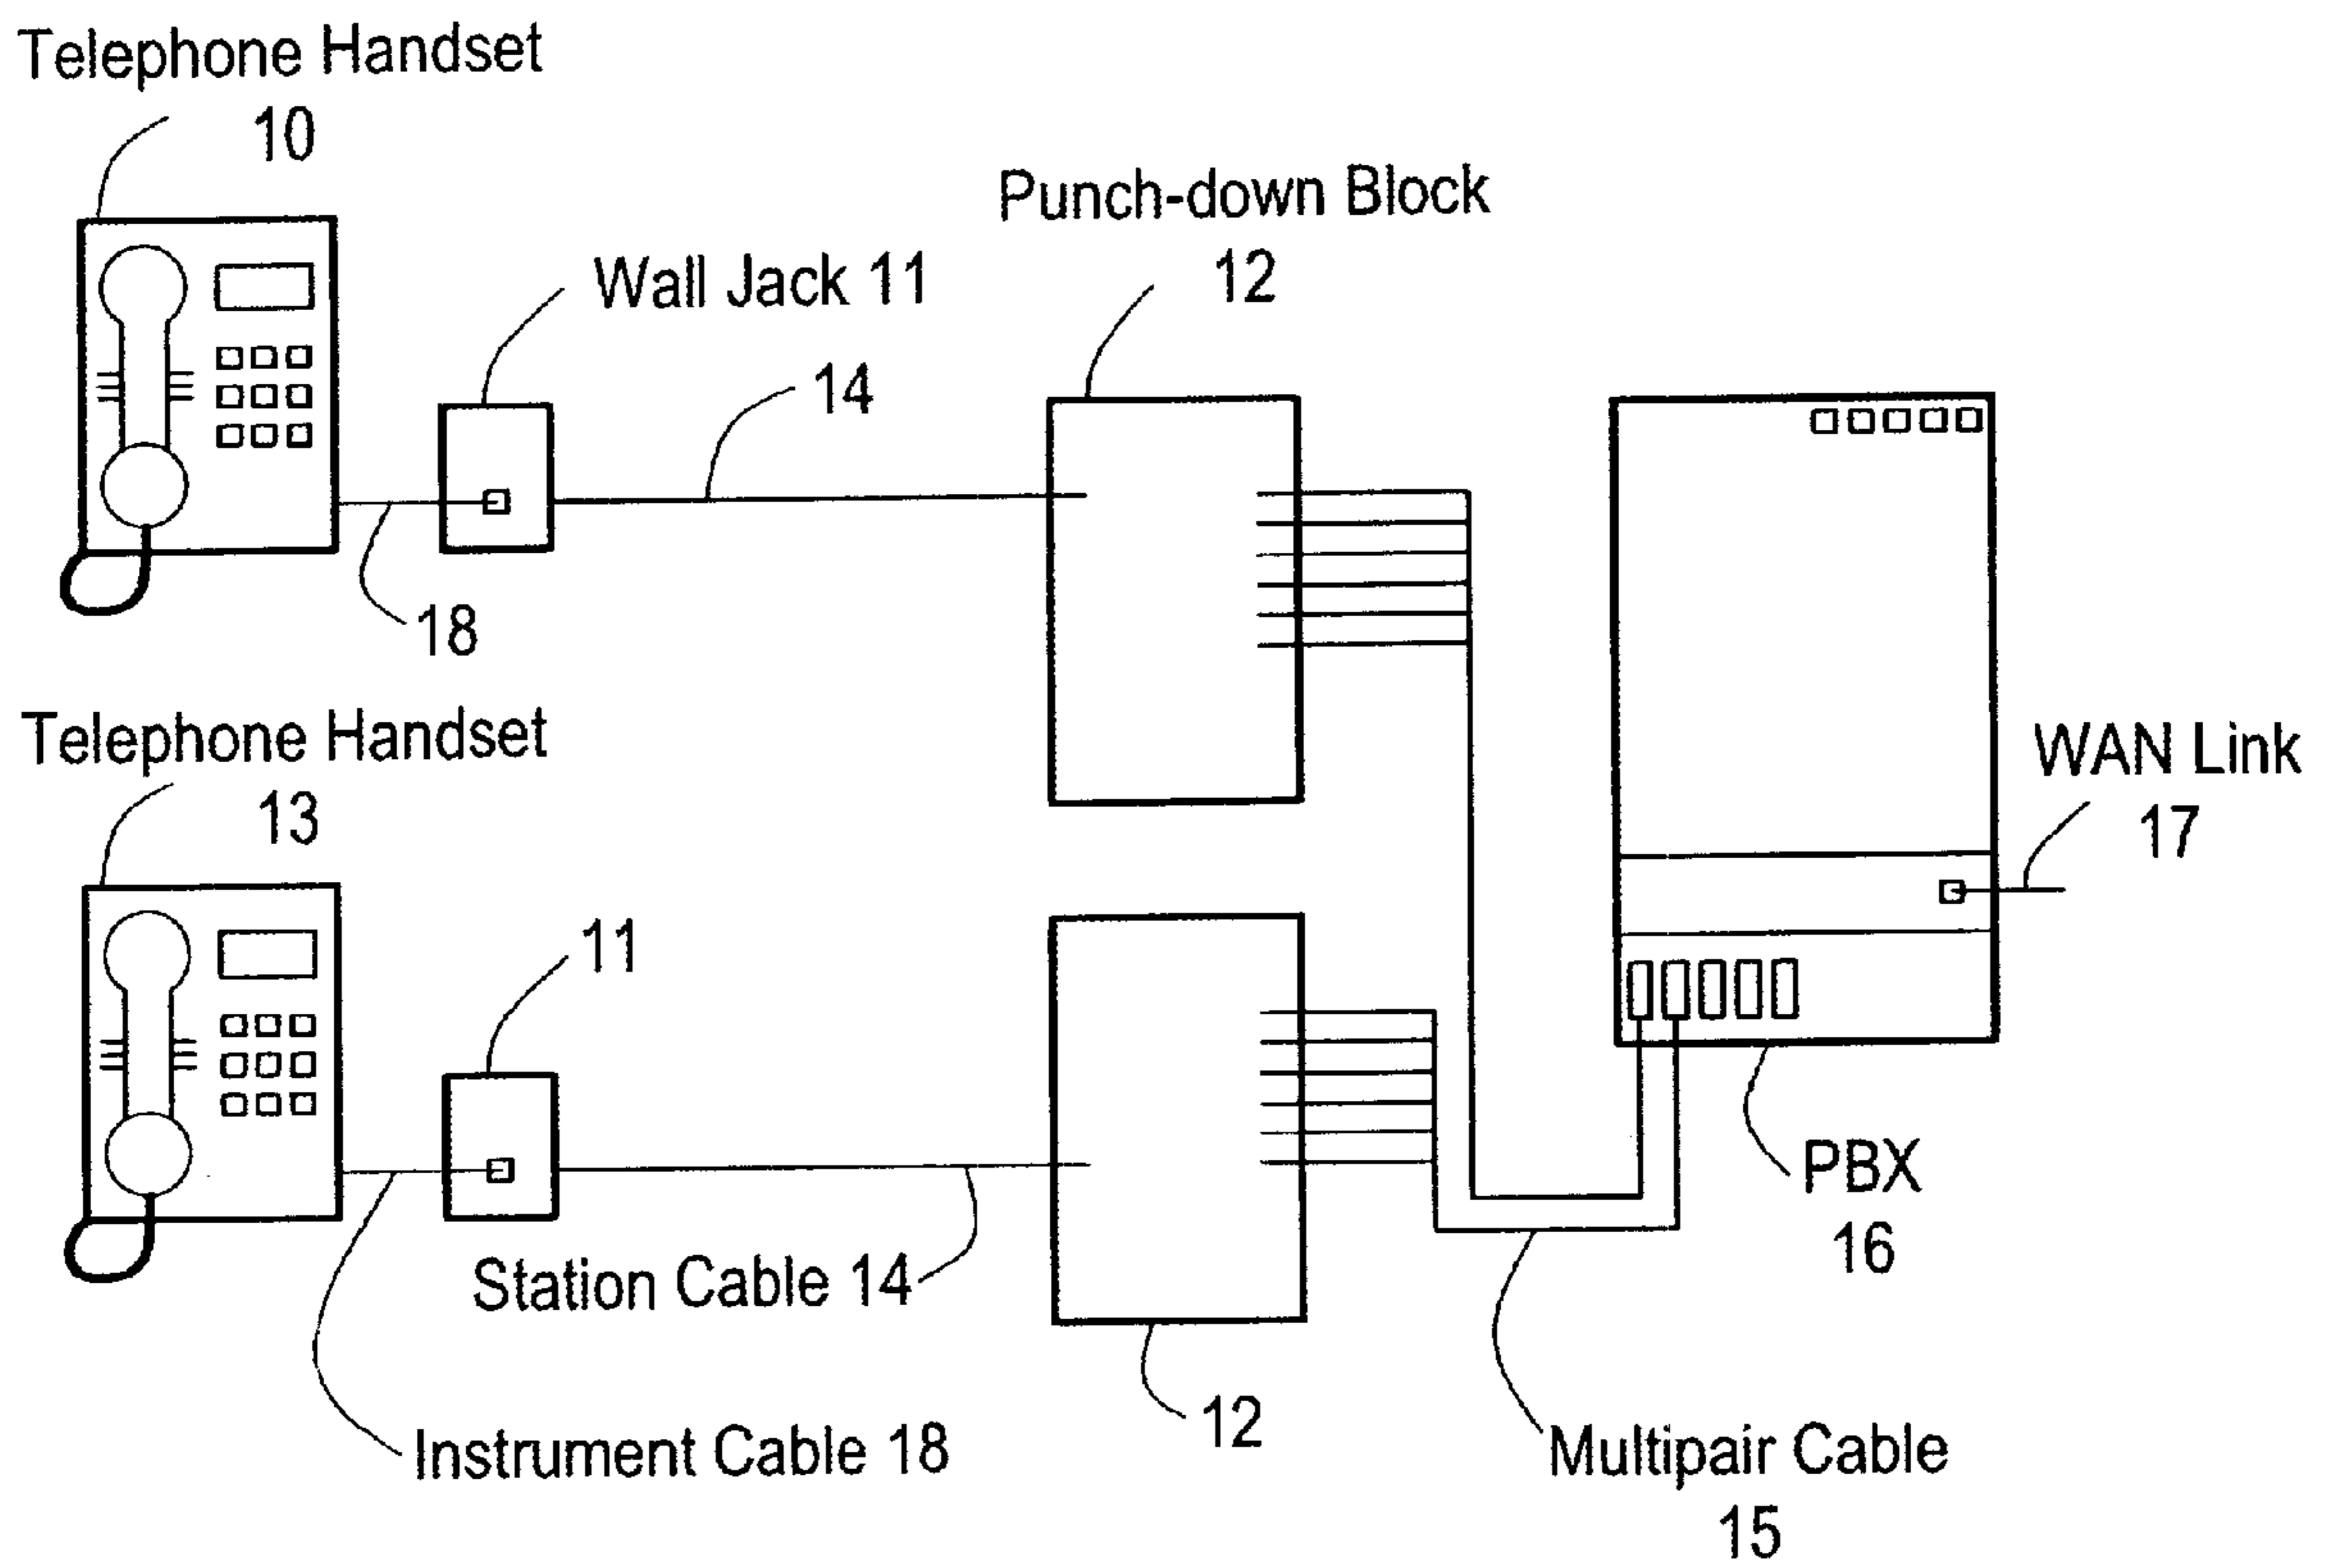 Telephone Handset
10
Wall Jack 11
14
Punch-down Block
12
18
Telephone Handset
13
11
WAN Link
17
Station Cable 14
PBX
16
12
Instrument Cable 18
Multipair Cable
15